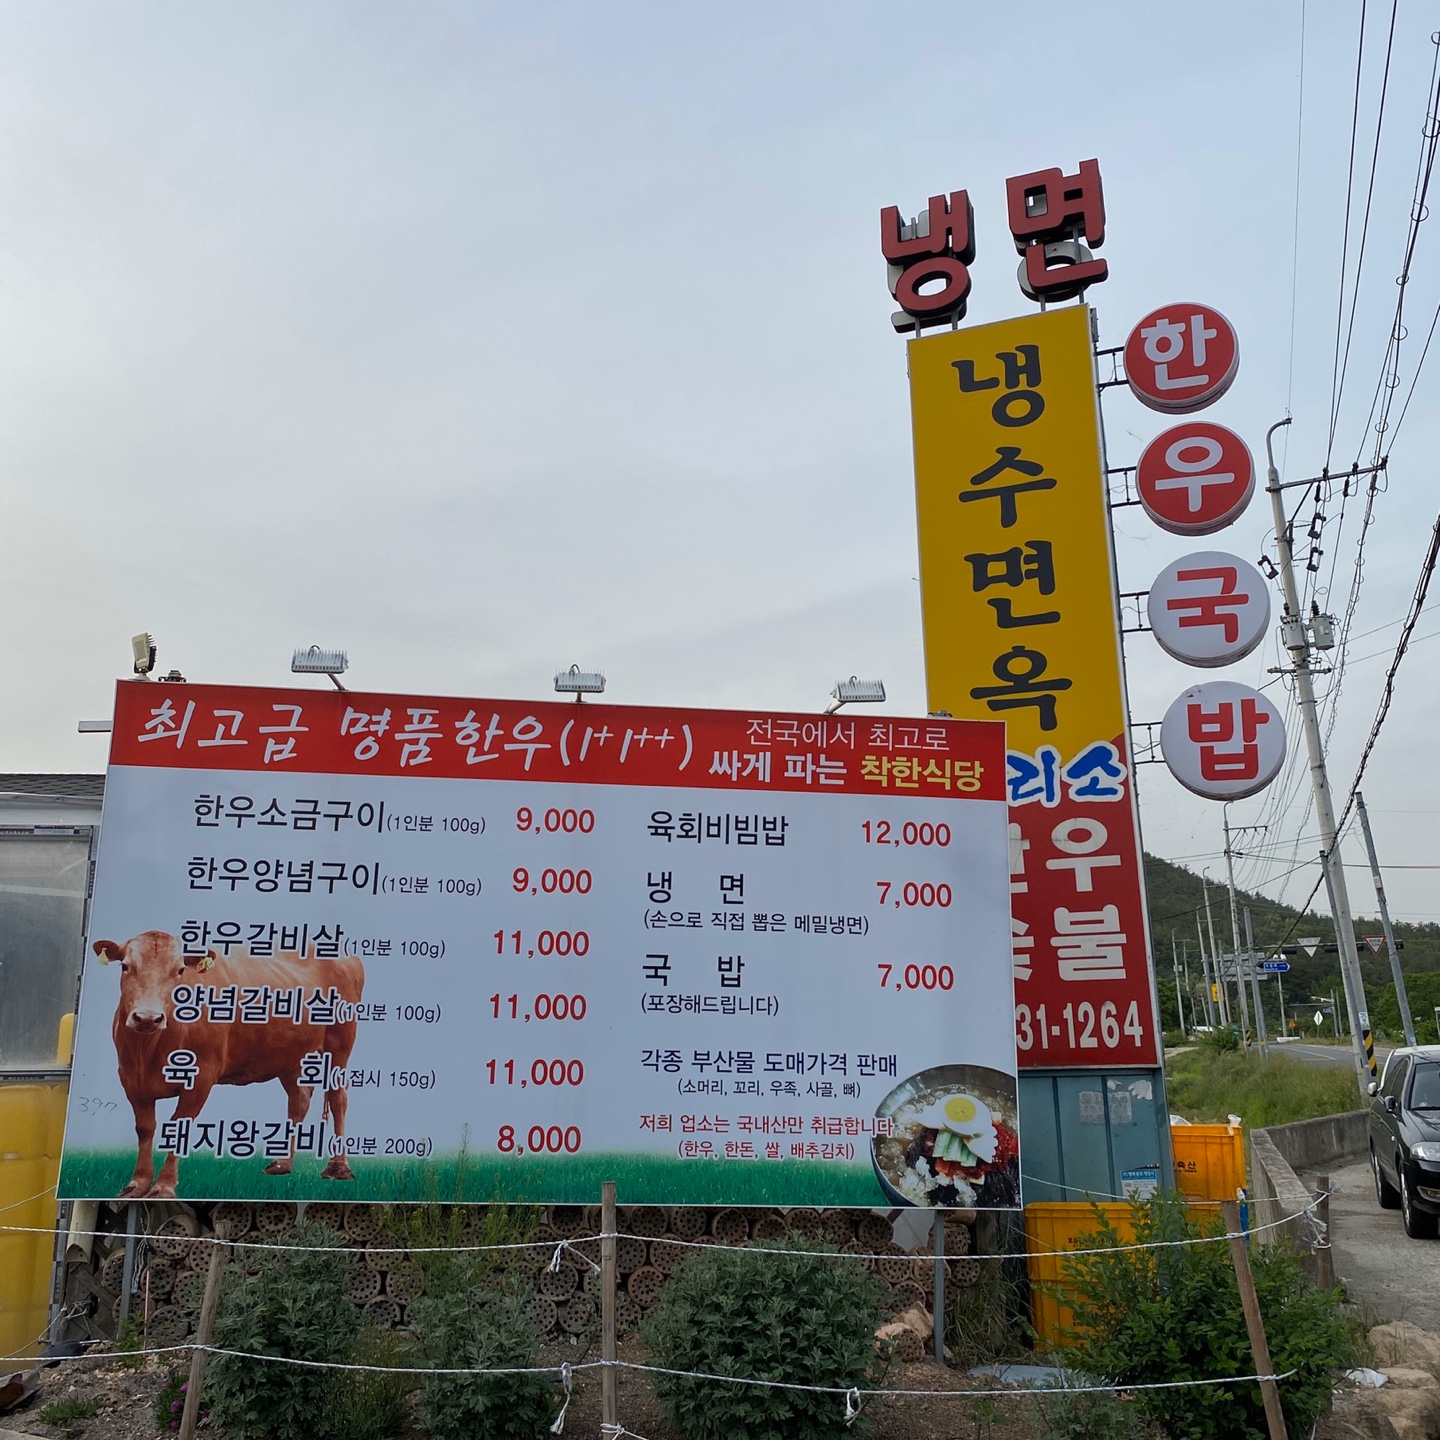 냉면
냉수면옥
리소
우
숯불
31-1264
한우국밥
최고급 명품한우(1+1++)
전국에서 최고로
싸게 파는 착한식당
한우소금구이(1인분 100g) 9,000
한우양념구이(1인분 100g) 9,000
한우갈비살(1인분 100g) 11,000
양념갈비살(1인분 100g) 11,000
육 회(1접시 150g) 11,000
돼지왕갈비(1인분 200g) 8,000
육회비빔밥 12,000
냉 면 7,000
(손으로 직접 뽑은 메밀냉면)
국 밥 7,000
(포장해드립니다)
각종 부산물 도매가격 판매
(소머리, 꼬리, 우족, 사골, 뼈)
저희 업소는 국내산만 취급합니다
(한우, 한돈, 쌀, 배추김치)